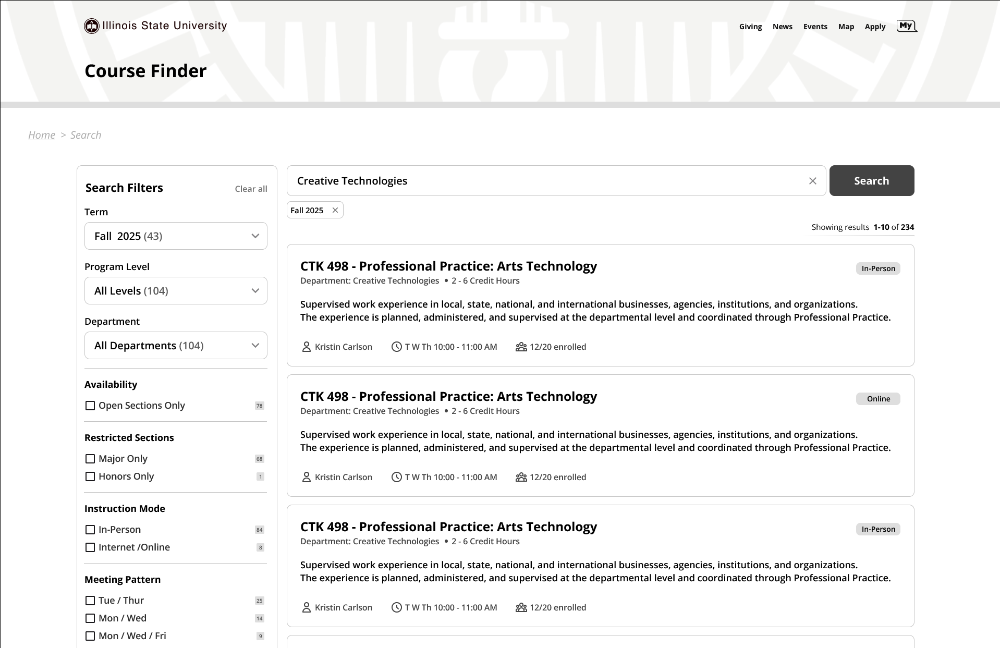 Illinois State University
Giving News Events Map Apply My
Course Finder
Home > Search
Search Filters
Clear all
Term
Fall 2025 (43)
Program Level
All Levels (104)
Department
All Departments (104)
Availability
Open Sections Only 78
Restricted Sections
Major Only 68
Honors Only 1
Instruction Mode
In-Person 84
Internet /Online 8
Meeting Pattern
Tue / Thur 25
Mon / Wed 14
Mon / Wed / Fri 9
Creative Technologies
Search
Fall 2025
Showing results 1-10 of 234
CTK 498 - Professional Practice: Arts Technology
In-Person
Department: Creative Technologies • 2 - 6 Credit Hours
Supervised work experience in local, state, national, and international businesses, agencies, institutions, and organizations.
The experience is planned, administered, and supervised at the departmental level and coordinated through Professional Practice.
Kristin Carlson T W Th 10:00 - 11:00 AM 12/20 enrolled
CTK 498 - Professional Practice: Arts Technology
Online
Department: Creative Technologies • 2 - 6 Credit Hours
Supervised work experience in local, state, national, and international businesses, agencies, institutions, and organizations.
The experience is planned, administered, and supervised at the departmental level and coordinated through Professional Practice.
Kristin Carlson T W Th 10:00 - 11:00 AM 12/20 enrolled
CTK 498 - Professional Practice: Arts Technology
In-Person
Department: Creative Technologies • 2 - 6 Credit Hours
Supervised work experience in local, state, national, and international businesses, agencies, institutions, and organizations.
The experience is planned, administered, and supervised at the departmental level and coordinated through Professional Practice.
Kristin Carlson T W Th 10:00 - 11:00 AM 12/20 enrolled